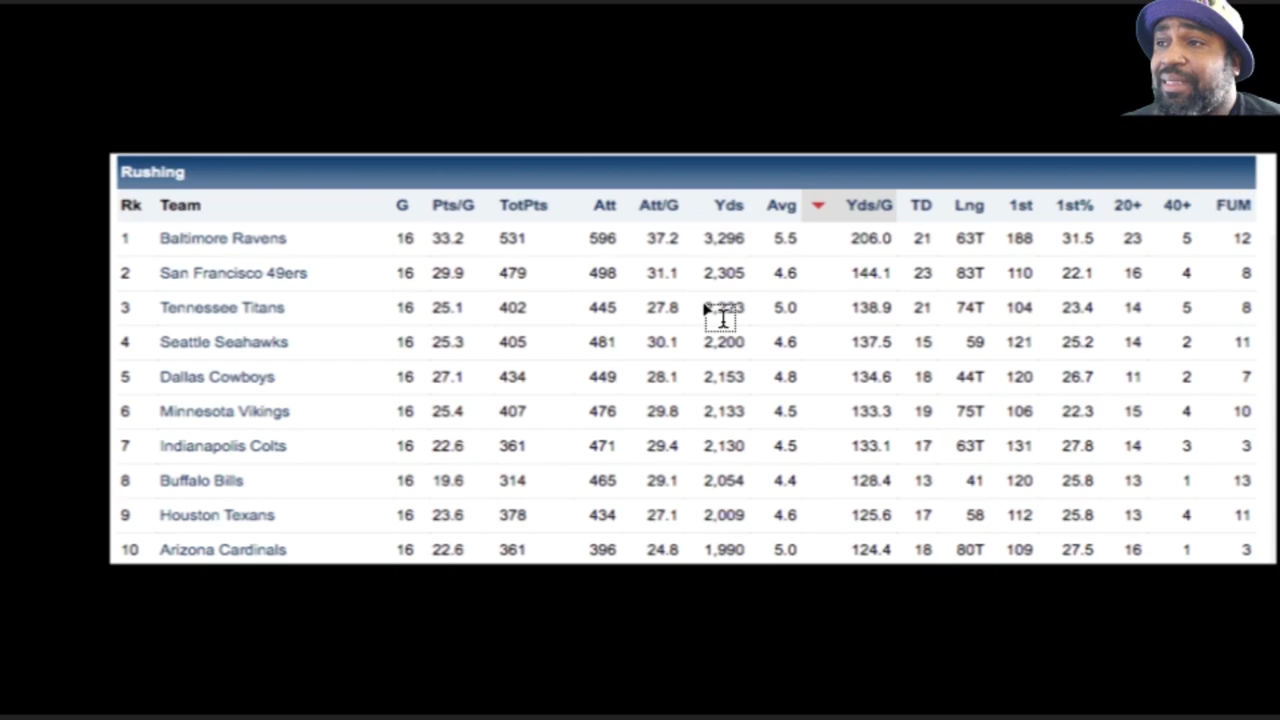 Rushing
Rk Team G Pts/G TotPts Att Att/G Yds Avg Yds/G TD Lng 1st 1st% 20+ 40+ FUM
1 Baltimore Ravens 16 33.2 531 596 37.2 3,296 5.5 206.0 21 63T 188 31.5 23 5 12
2 San Francisco 49ers 16 29.9 479 498 31.1 2,305 4.6 144.1 23 83T 110 22.1 16 4 8
3 Tennessee Titans 16 25.1 402 445 27.8 5.0 138.9 21 74T 104 23.4 14 5 8
4 Seattle Seahawks 16 25.3 405 481 30.1 2,200 4.6 137.5 15 59 121 25.2 14 2 11
5 Dallas Cowboys 16 27.1 434 449 28.1 2,153 4.8 134.6 18 44T 120 26.7 11 2 7
6 Minnesota Vikings 16 25.4 407 476 29.8 2,133 4.5 133.3 19 75T 106 22.3 15 4 10
7 Indianapolis Colts 16 22.6 361 471 29.4 2,130 4.5 133.1 17 63T 131 27.8 14 3 3
8 Buffalo Bills 16 19.6 314 465 29.1 2,054 4.4 128.4 13 41 120 25.8 13 1 13
9 Houston Texans 16 23.6 378 434 27.1 2,009 4.6 125.6 17 58 112 25.8 13 4 11
10 Arizona Cardinals 16 22.6 361 396 24.8 1,990 5.0 124.4 18 80T 109 27.5 16 1 3